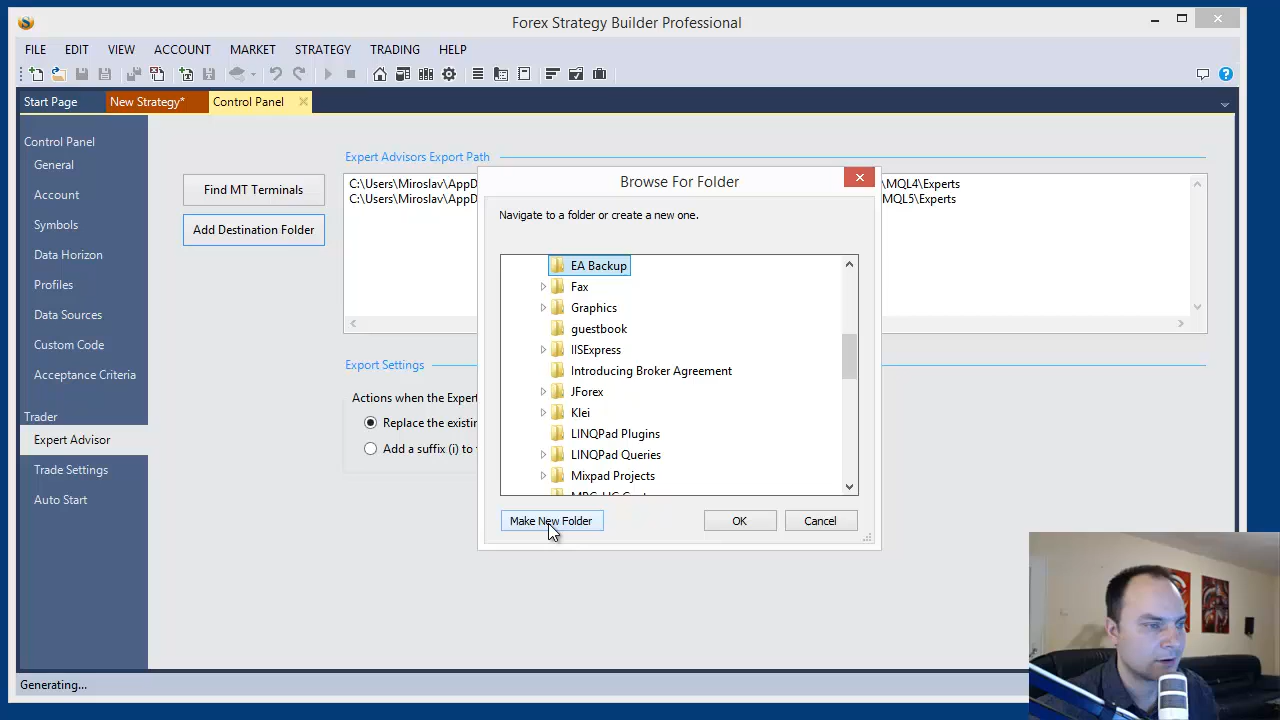 Forex Strategy Builder Professional
FILE EDIT VIEW ACCOUNT MARKET STRATEGY TRADING HELP
Start Page New Strategy* Control Panel
Control Panel
General
Account
Symbols
Data Horizon
Profiles
Data Sources
Custom Code
Acceptance Criteria
Trader
Expert Advisor
Trade Settings
Auto Start
Find MT Terminals
Add Destination Folder
Expert Advisors Export Path
C:\Users\Miroslav\AppD \MQL4\Experts
C:\Users\Miroslav\AppD MQL5\Experts
Export Settings
Actions when the Expert
Replace the existin
Add a suffix (i) to
Browse For Folder
Navigate to a folder or create a new one.
EA Backup
Fax
Graphics
guestbook
IISExpress
Introducing Broker Agreement
JForex
Klei
LINQPad Plugins
LINQPad Queries
Mixpad Projects
Make New Folder OK Cancel
Generating...